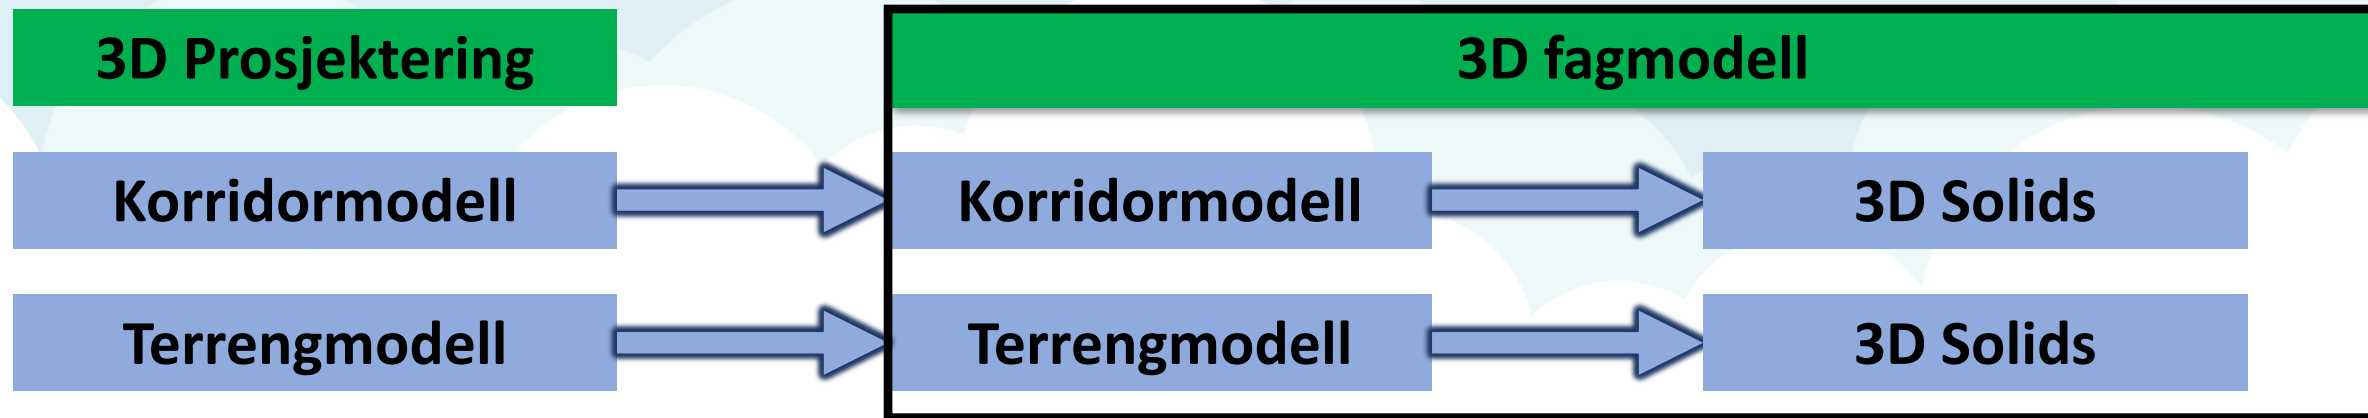 3D Prosjektering
3D fagmodell
Korridormodell
Korridormodell
3D Solids
Terrengmodell
Terrengmodell
3D Solids